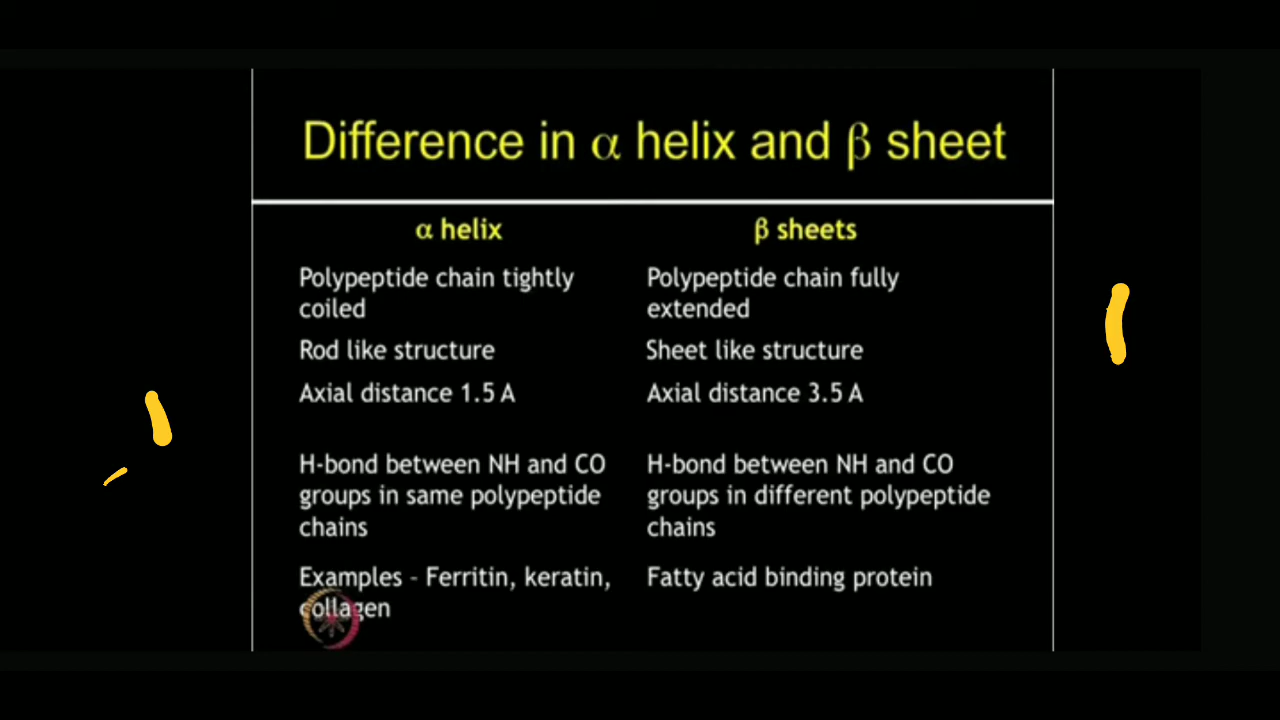 Difference in α helix and β sheet
α helix
β sheets
Polypeptide chain tightly
coiled
Polypeptide chain fully
extended
Rod like structure
Sheet like structure
Axial distance 1.5 A
Axial distance 3.5 A
H-bond between NH and CO
groups in same polypeptide
chains
H-bond between NH and CO
groups in different polypeptide
chains
Examples - Ferritin, keratin,
collagen
Fatty acid binding protein